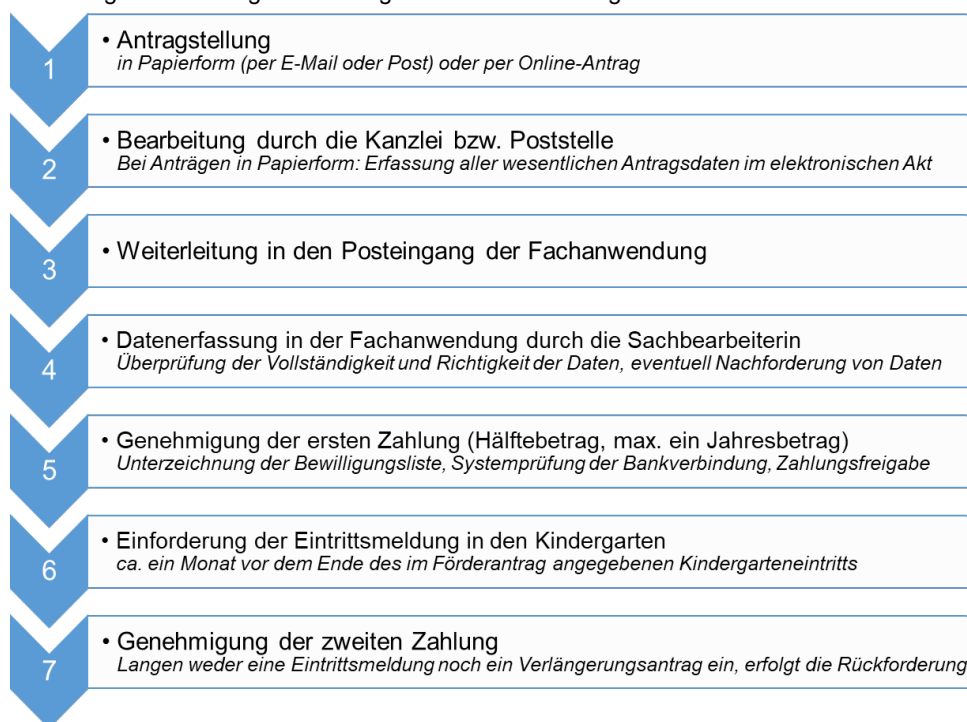 1
• Antragstellung
in Papierform (per E-Mail oder Post) oder per Online-Antrag
2
• Bearbeitung durch die Kanzlei bzw. Poststelle
Bei Anträgen in Papierform: Erfassung aller wesentlichen Antragsdaten im elektronischen Akt
3
• Weiterleitung in den Posteingang der Fachanwendung
4
• Datenerfassung in der Fachanwendung durch die Sachbearbeiterin
Überprüfung der Vollständigkeit und Richtigkeit der Daten, eventuell Nachforderung von Daten
5
• Genehmigung der ersten Zahlung (Hälftebetrag, max. ein Jahresbetrag)
Unterzeichnung der Bewilligungsliste, Systemprüfung der Bankverbindung, Zahlungsfreigabe
6
• Einforderung der Eintrittsmeldung in den Kindergarten
ca. ein Monat vor dem Ende des im Förderantrag angegebenen Kindergarteneintritts
7
• Genehmigung der zweiten Zahlung
Langen weder eine Eintrittsmeldung noch ein Verlängerungsantrag ein, erfolgt die Rückforderung